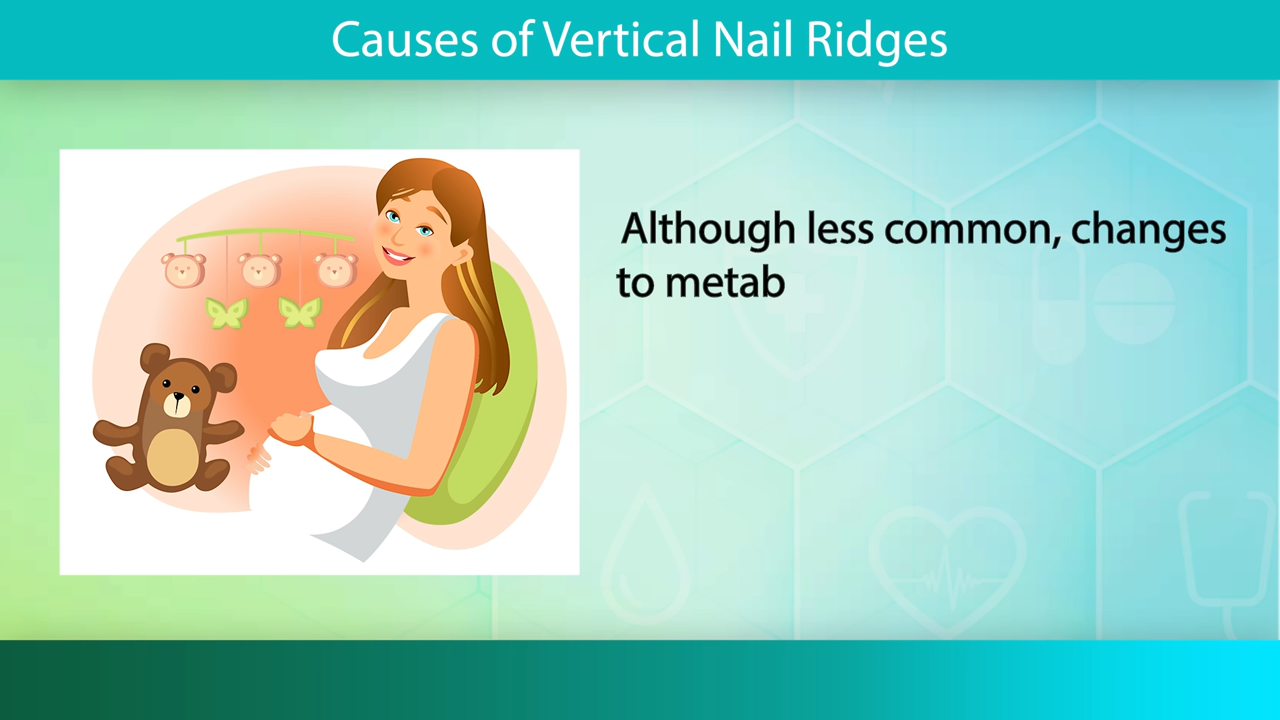 Causes of Vertical Nail Ridges
Although less common, changes
to metab